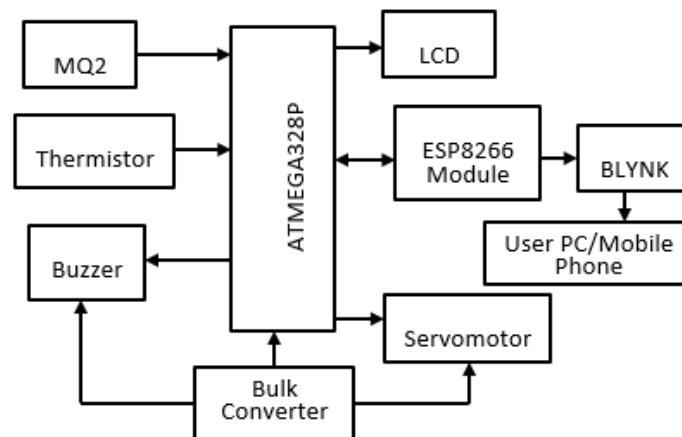 MQ2
LCD
Thermistor
ATMEGA328P
ESP8266
Module
BLYNK
User PC/Mobile
Phone
Buzzer
Servomotor
Bulk
Converter